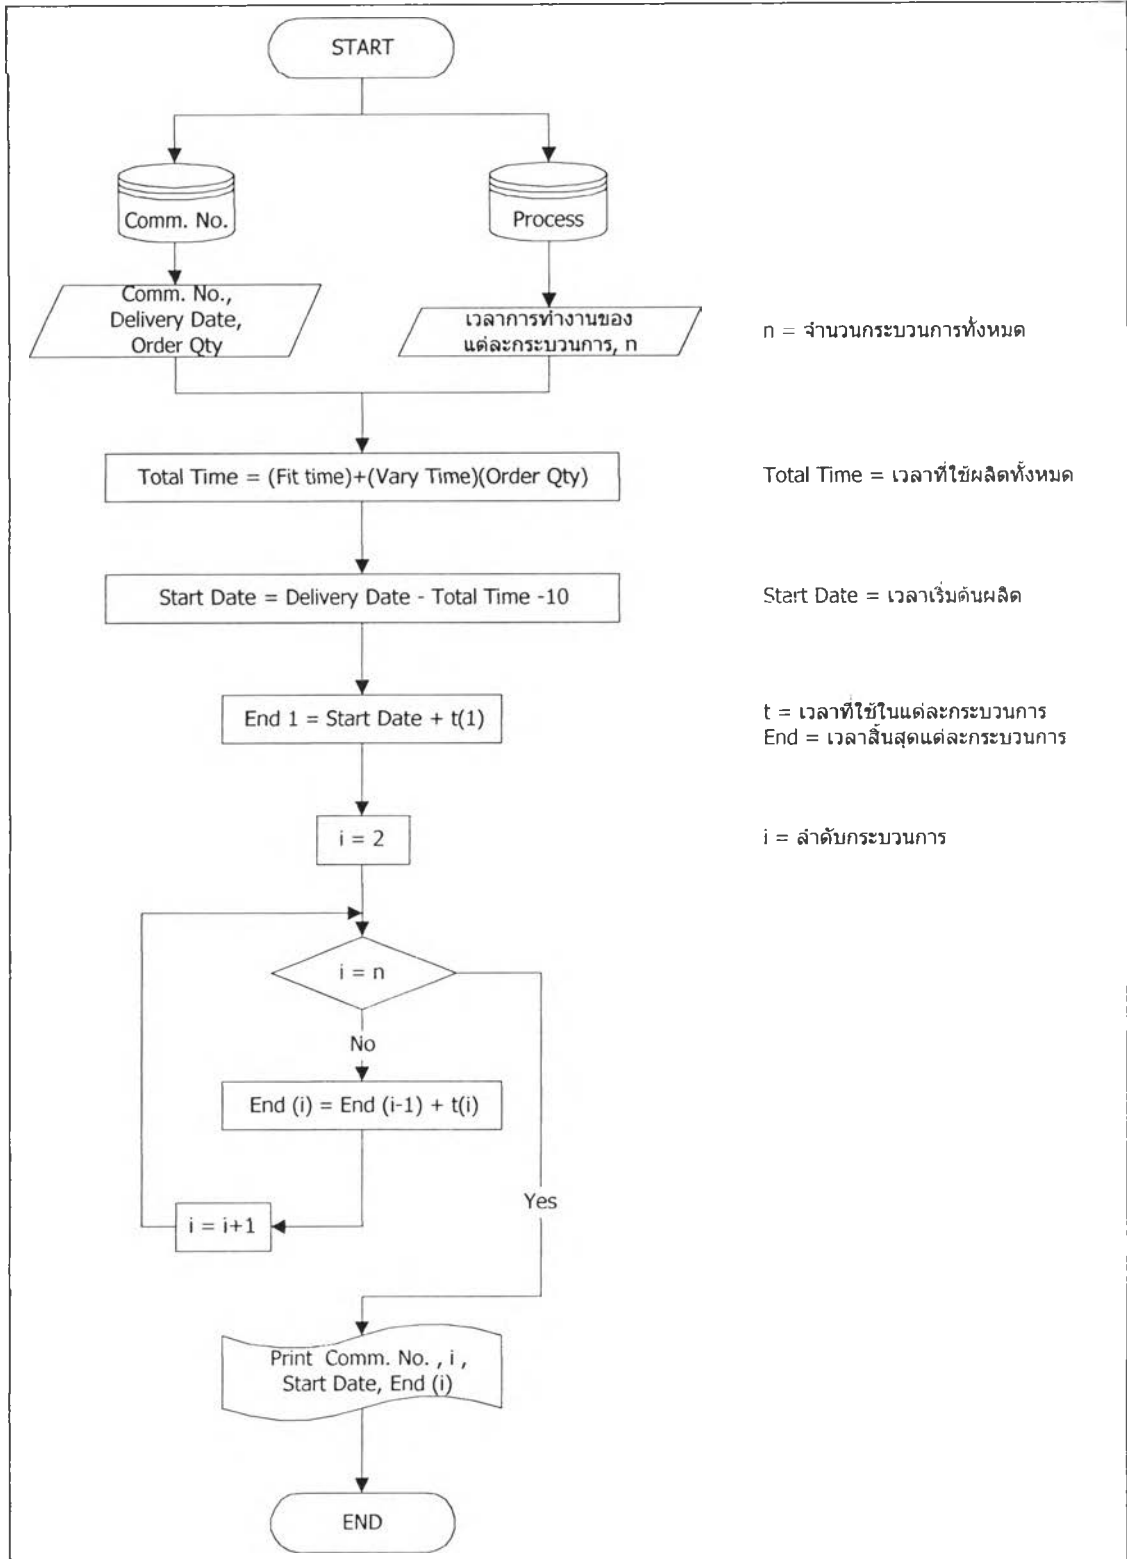 START
Comm. No.
Process
Comm. No.,
Delivery Date,
Order Qty
เวลาการทำงานของ
แต่ละกระบวนการ, n
n = จำนวนกระบวนการทั้งหมด
Total Time = (Fit time)+(Vary Time)(Order Qty)
Total Time = เวลาที่ใช้ผลิตทั้งหมด
Start Date = Delivery Date - Total Time -10
Start Date = เวลาเริ่มต้นผลิต
End 1 = Start Date + t(1)
t = เวลาที่ใช้ในแต่ละกระบวนการ
End = เวลาสิ้นสุดแต่ละกระบวนการ
i = 2
i = ลำดับกระบวนการ
i = n
No
End (i) = End (i-1) + t(i)
Yes
i = i+1
Print Comm. No. , i ,
Start Date, End (i)
END